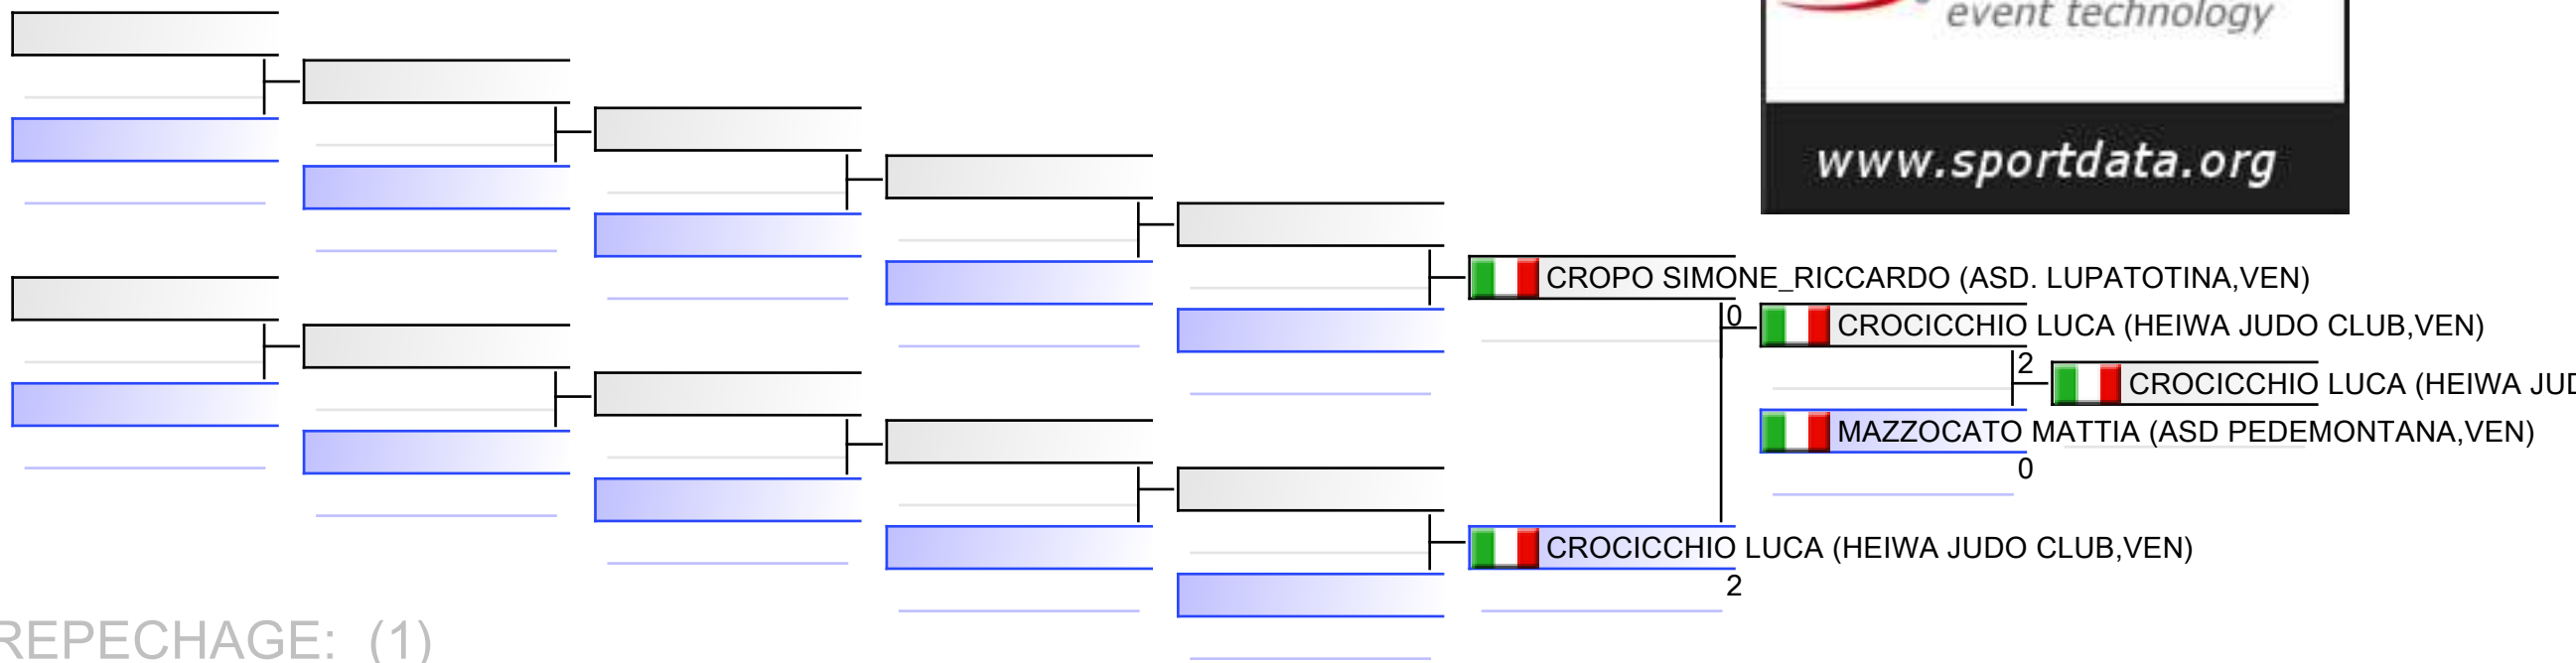 event technology
www.sportdata.org
CROPO SIMONE_RICCARDO (ASD. LUPATOTINA,VEN)
0
CROCICCHIO LUCA (HEIWA JUDO CLUB,VEN)
2
CROCICCHIO LUCA (HEIWA JUD
MAZZOCATO MATTIA (ASD PEDEMONTANA,VEN)
0
CROCICCHIO LUCA (HEIWA JUDO CLUB,VEN)
2
REPECHAGE: (1)